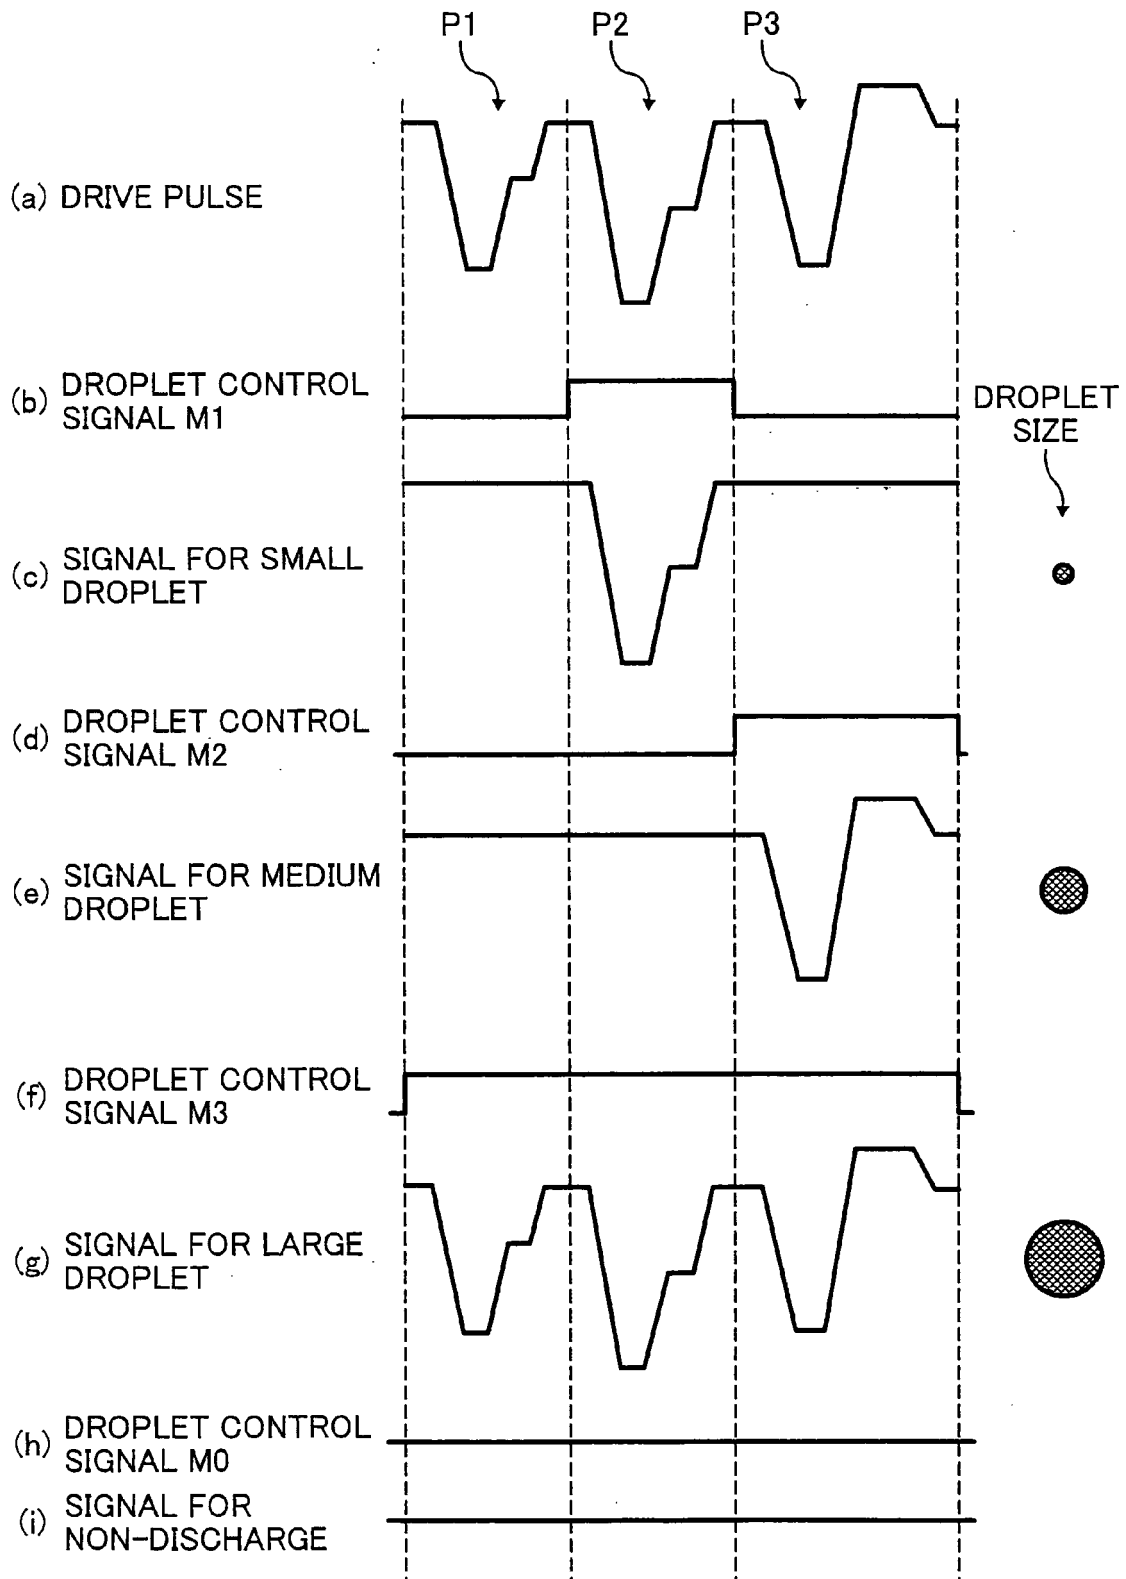 P1 P2 P3
(a) DRIVE PULSE
(b) DROPLET CONTROL
SIGNAL M1
DROPLET
SIZE
(c) SIGNAL FOR SMALL
DROPLET
(d) DROPLET CONTROL
SIGNAL M2
(e) SIGNAL FOR MEDIUM
DROPLET
(f) DROPLET CONTROL
SIGNAL M3
(g) SIGNAL FOR LARGE
DROPLET
(h) DROPLET CONTROL
SIGNAL M0
(i) SIGNAL FOR
NON-DISCHARGE